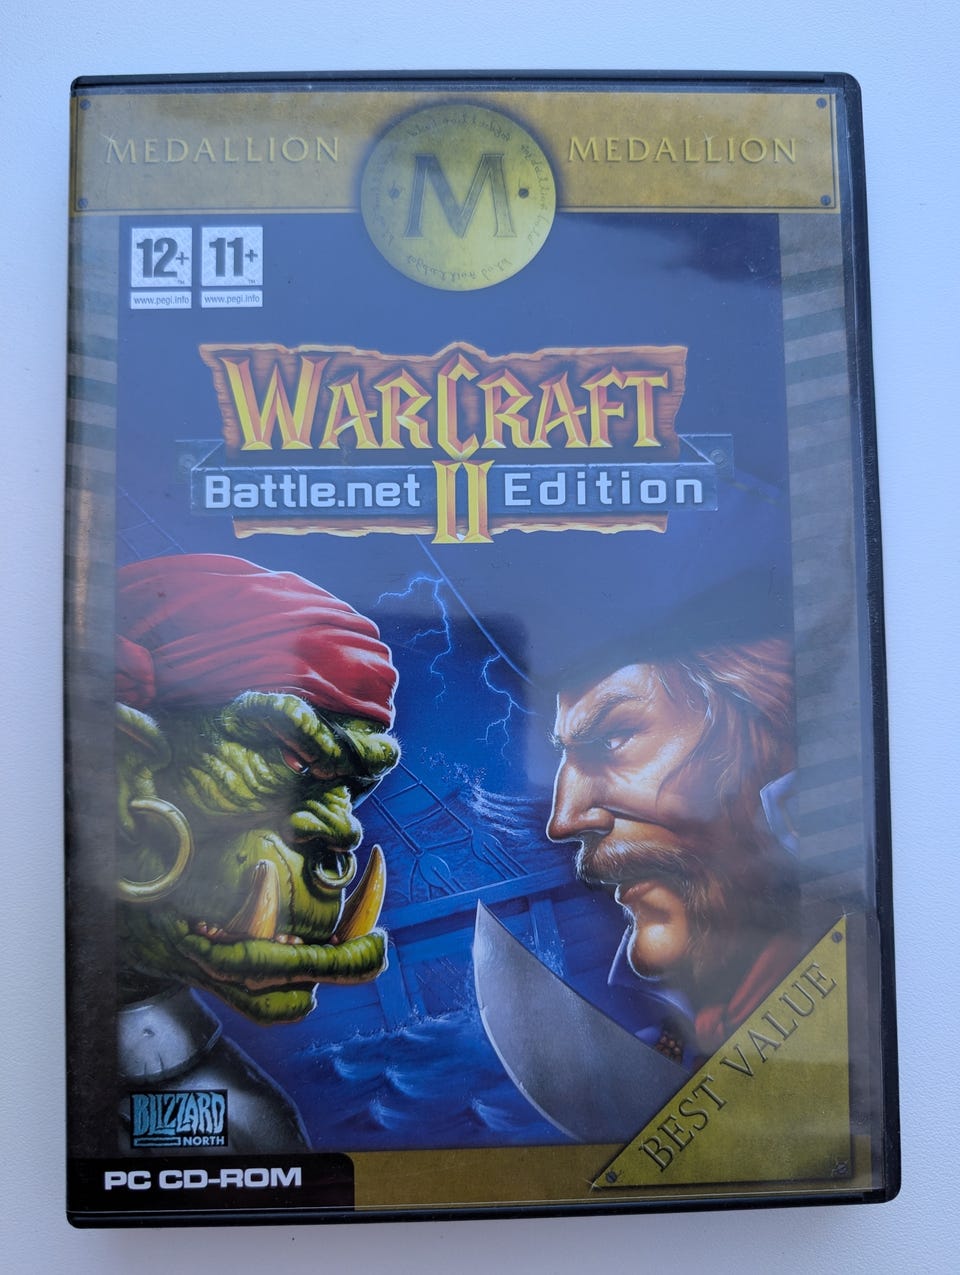 MEDALLION
M
MEDALLION
12+
11+
www.pegi.info
www.pegi.info
WARCRAFT
II
Battle.net Edition
BEST VALUE
BLIZZARD
NORTH
PC CD-ROM